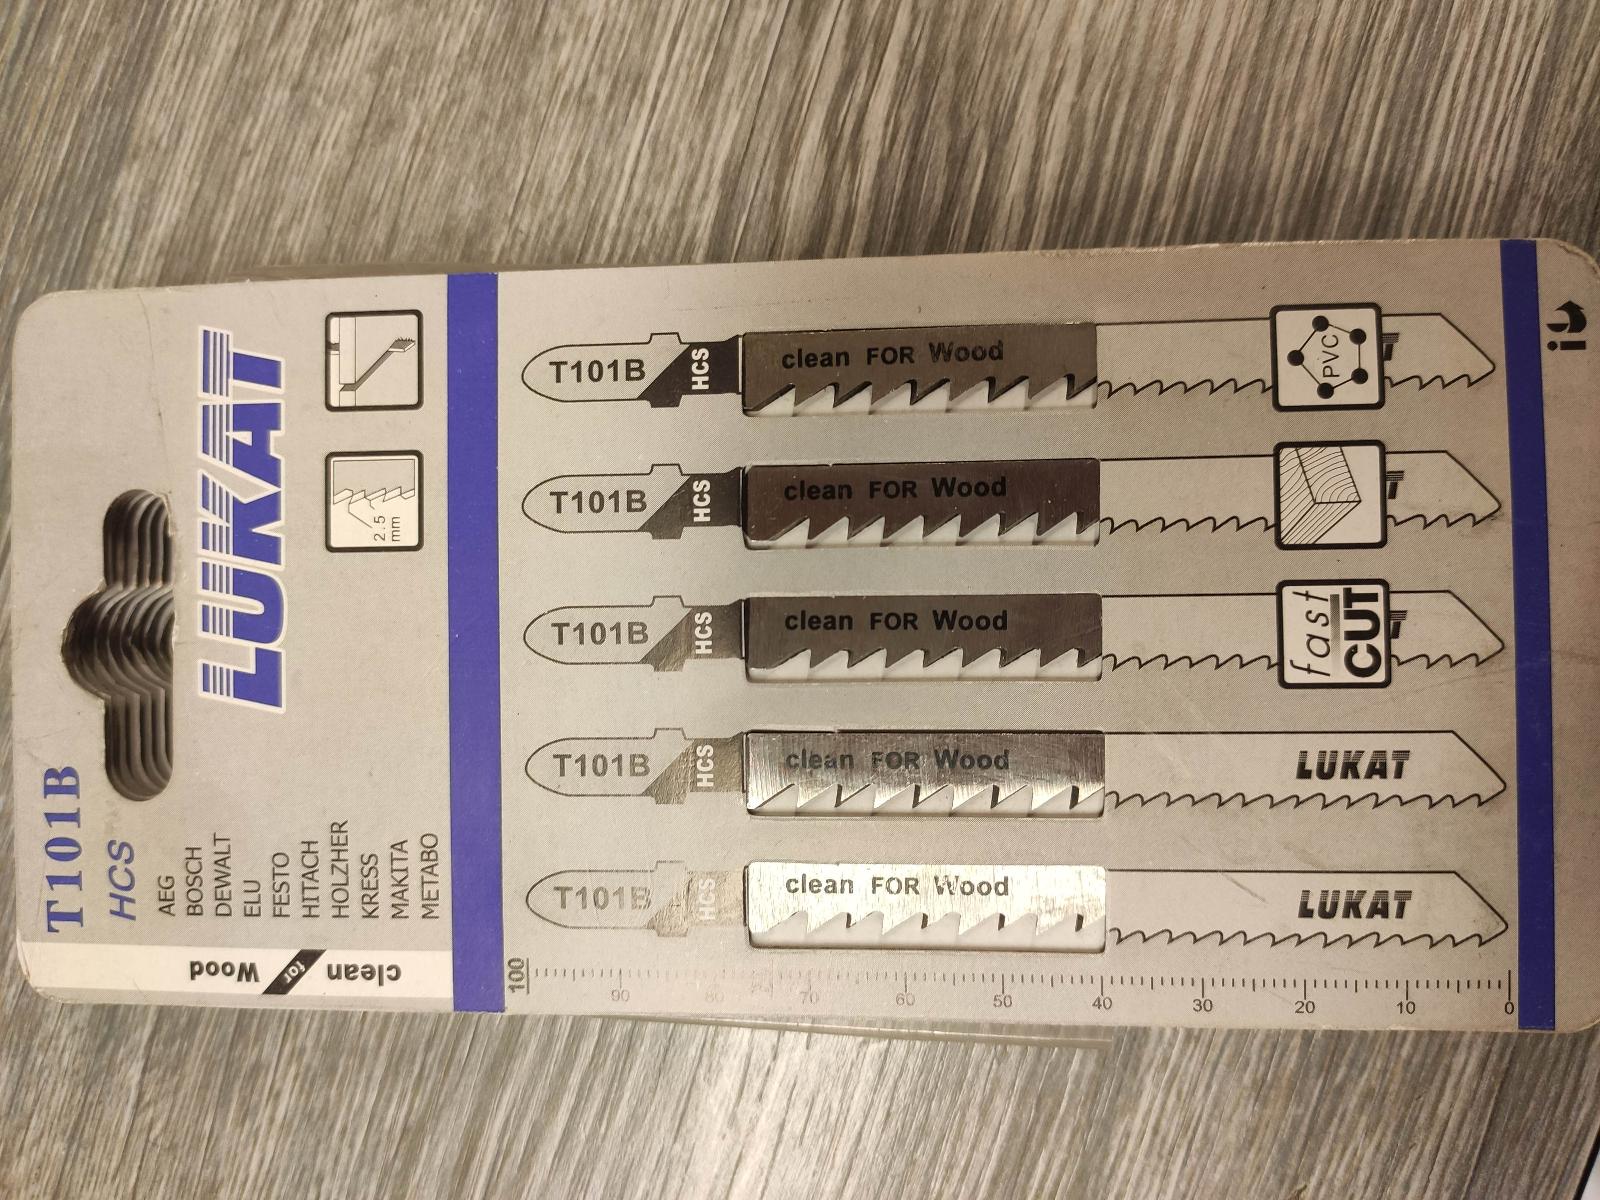 T101B
HCS
LUKAT
AEG
BOSCH
DEWALT
ELU
FESTO
HITACH
HOLZHER
KRESS
MAKITA
METABO
clean for Wood
2.5
mm
T101B HCS clean FOR Wood PVC T
T101B HCS clean FOR Wood T
T101B HCS clean FOR Wood fast CUT T
T101B HCS clean FOR Wood LUKAT
T101B HCS clean FOR Wood LUKAT
100 90 80 70 60 50 40 30 20 10 0